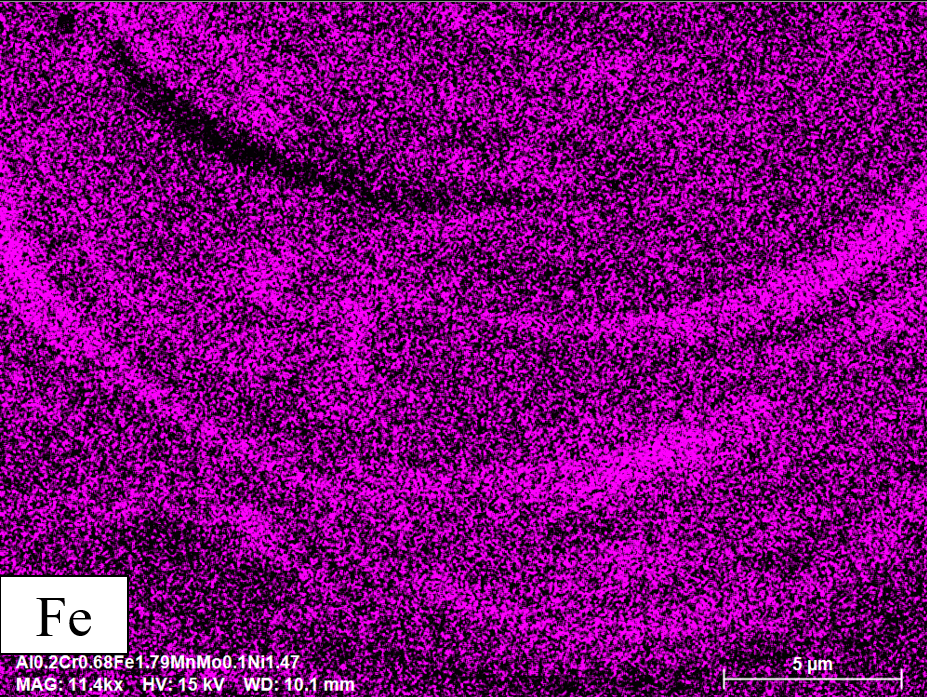 Fe
Al0.2Cr0.68Fe1.79MnMo0.1Ni1.47
MAG: 11.4kx HV: 15 kV WD: 10.1 mm
5 µm